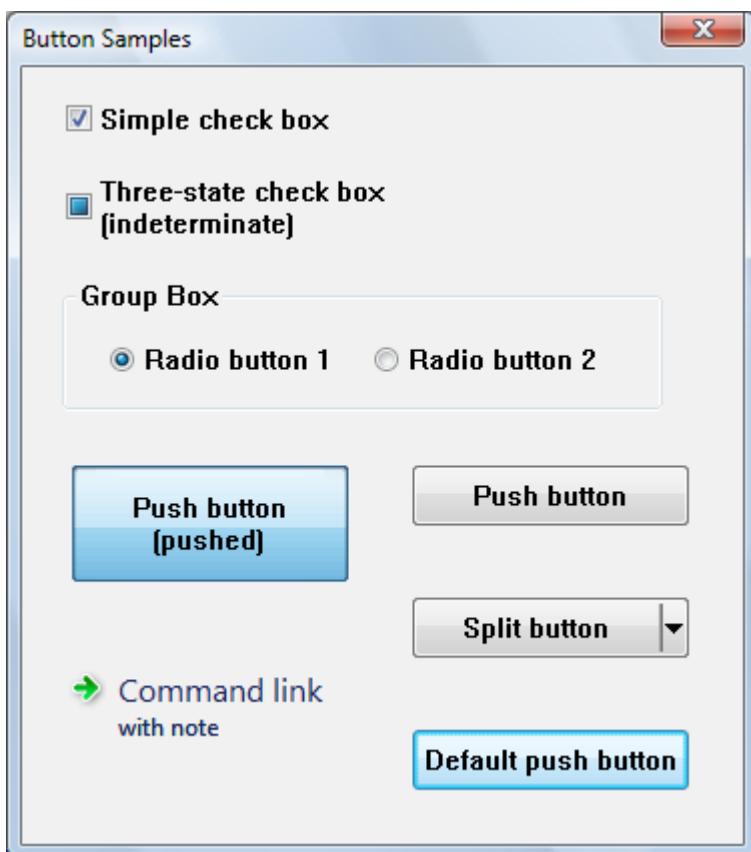 Button Samples
Simple check box
Three-state check box
(indeterminate)
Group Box
Radio button 1
Radio button 2
Push button
(pushed)
Push button
Split button
Command link
with note
Default push button